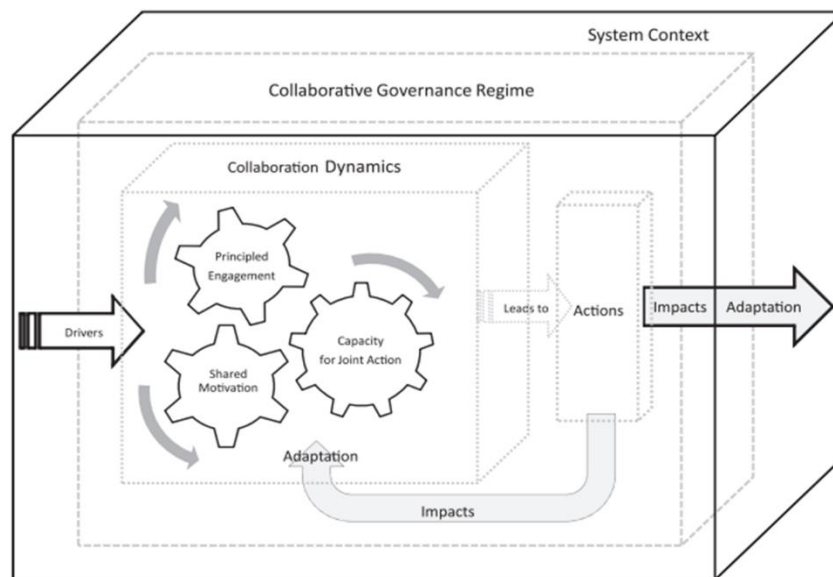 System Context
Collaborative Governance Regime
Collaboration Dynamics
Principled
Engagement
Drivers
Shared
Motivation
Capacity
for Joint Action
Leads to
Actions
Impacts
Adaptation
Adaptation
Impacts